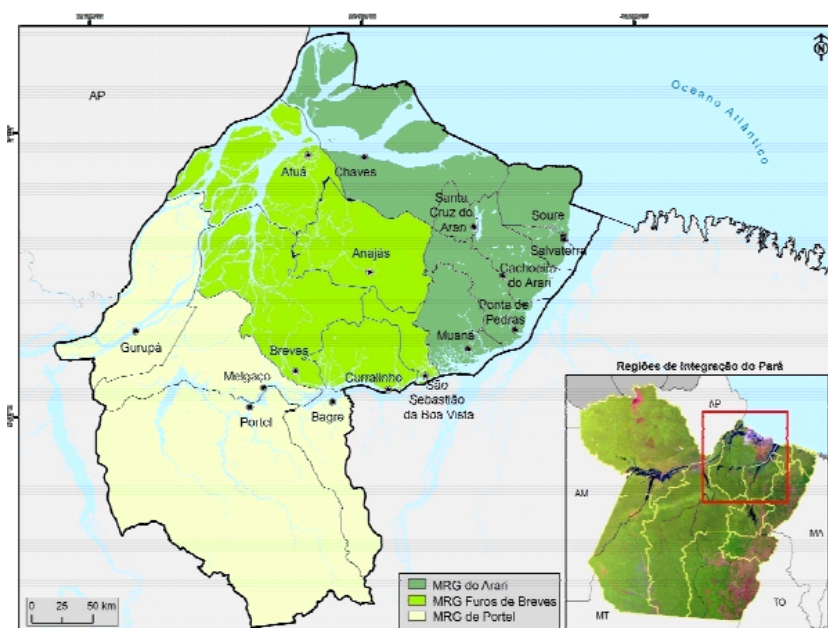 N
AP
Oceano Atlântico
Afuá
Chaves
Santa
Cruz do
Arari
Soure
Salvaterra
Anajás
Cachoeira
do Arari
Ponta de
Pedras
Gurupá
Muaná
Breves
Melgaço
Curralinho
São
Sebastião
da Boa Vista
Portel
Bagre
Regiões de Integração do Pará
AP
AM
MA
MT
TO
MRG do Arari
MRG Furos de Breves
MRG de Portel
0 25 50 km